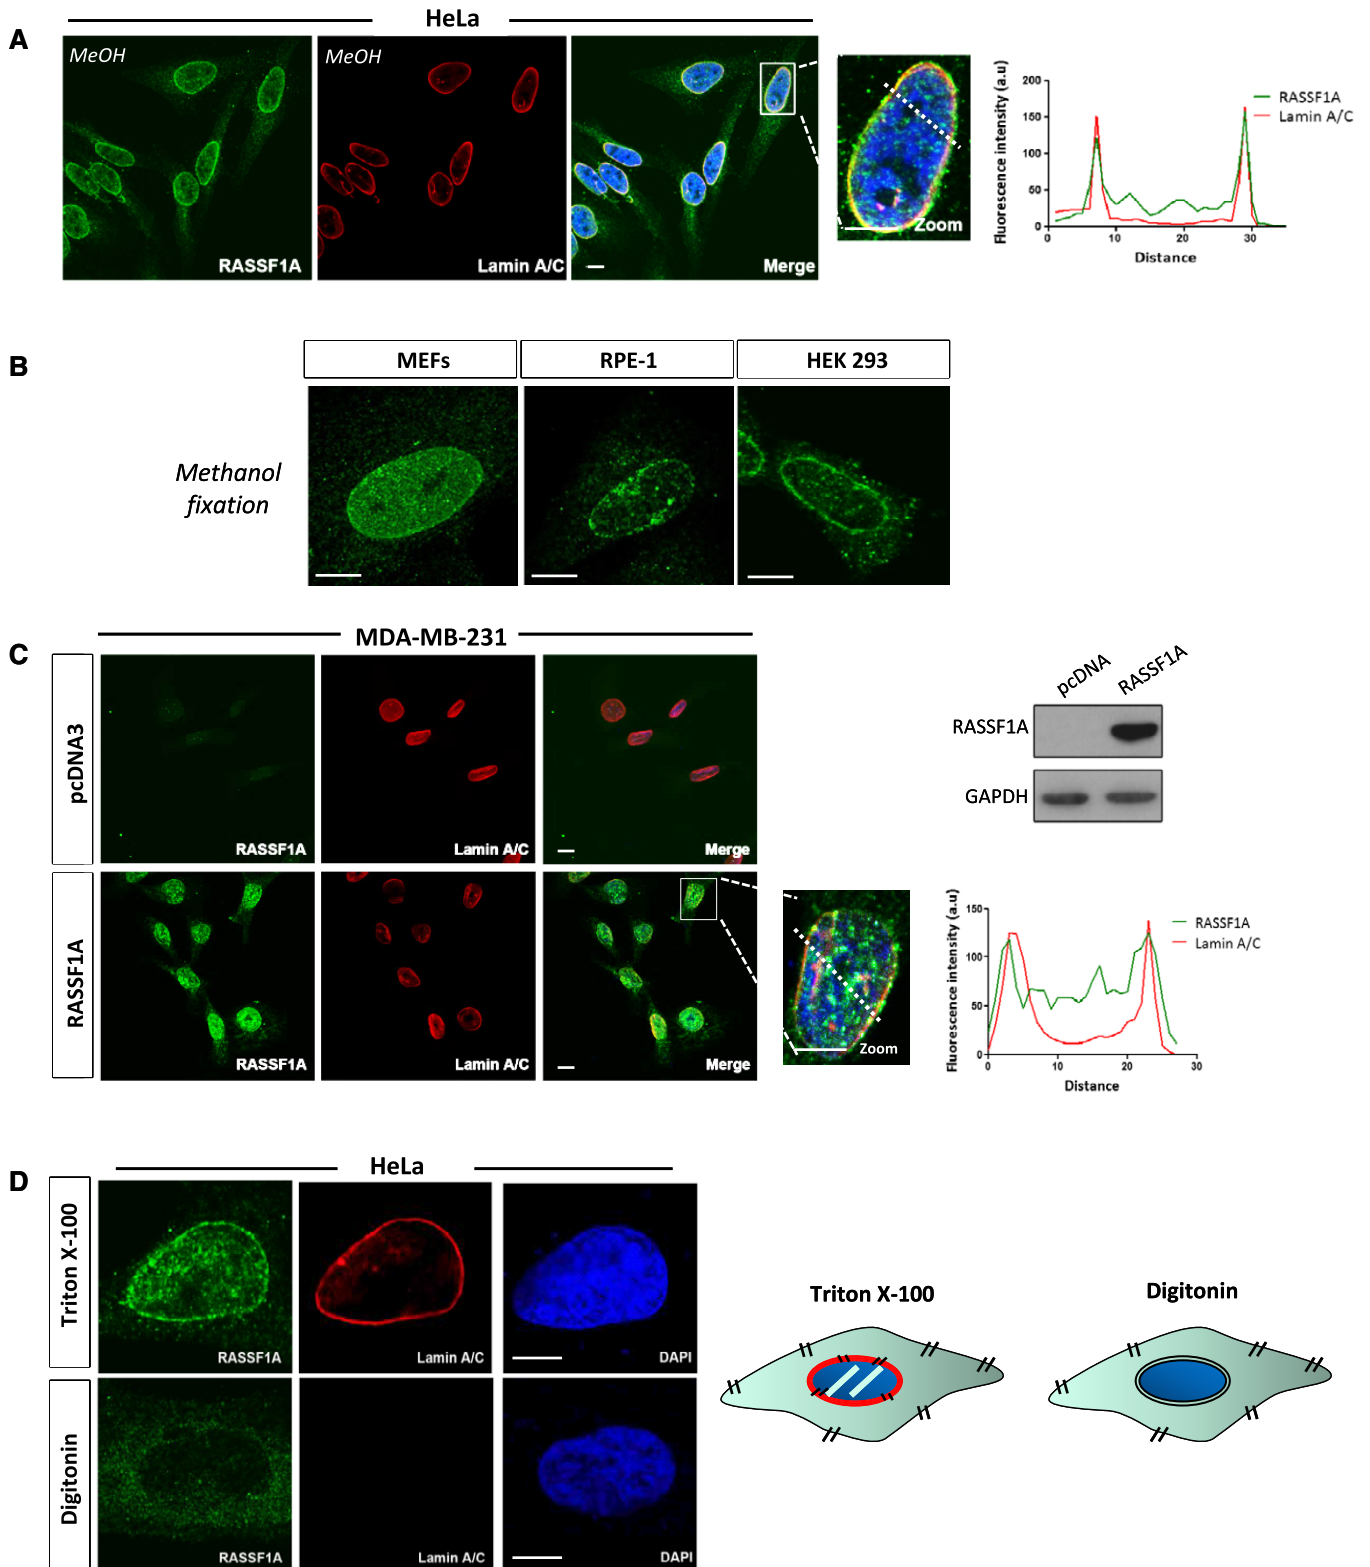 A
HeLa
MeOH
RASSF1A
MeOH
Lamin A/C
Merge
Zoom
Fluorescence intensity (a.u)
200
150
100
50
0
0
10
20
30
Distance
RASSF1A
Lamin A/C
B
MEFs
RPE-1
HEK 293
Methanol
fixation
C
MDA-MB-231
pcDNA3
RASSF1A
Lamin A/C
Merge
RASSF1A
RASSF1A
Lamin A/C
Merge
Zoom
pcDNA
RASSF1A
RASSF1A
GAPDH
Fluorescence intensity (a.u)
150
100
50
0
0
10
20
30
Distance
RASSF1A
Lamin A/C
D
HeLa
Triton X-100
RASSF1A
Lamin A/C
DAPI
Digitonin
RASSF1A
Lamin A/C
DAPI
Triton X-100
Digitonin